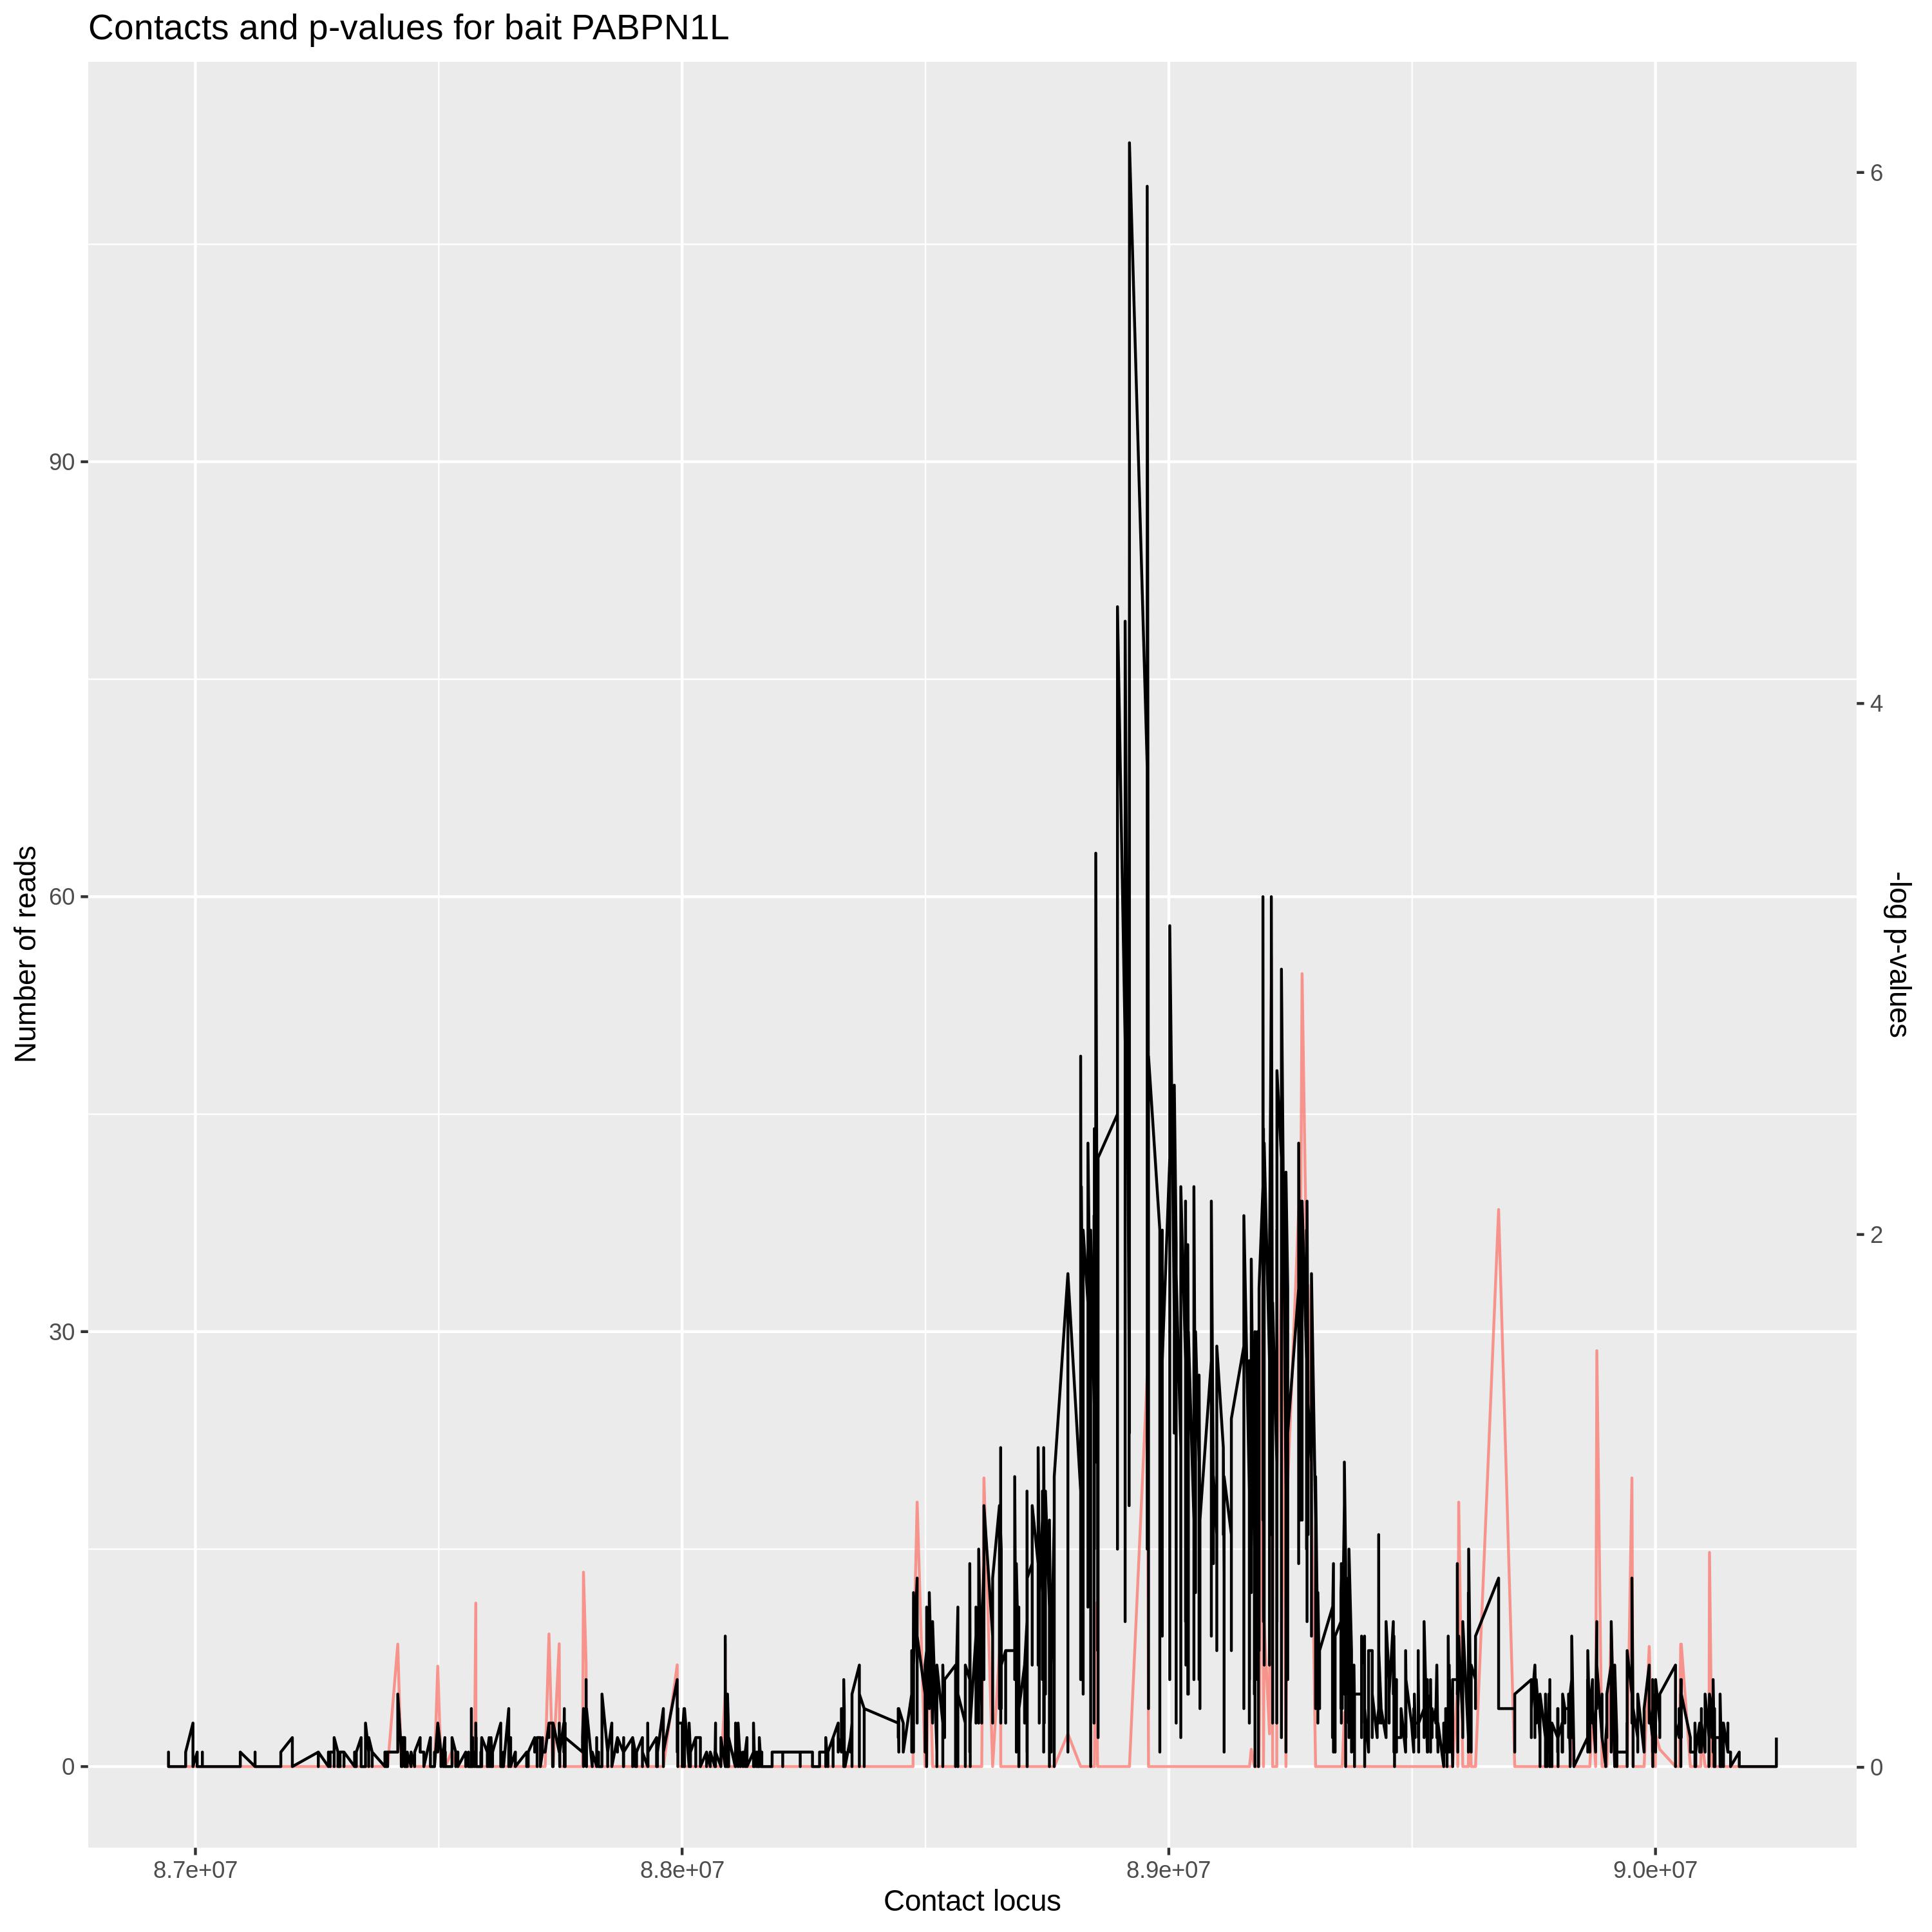 Contacts and p-values for bait PABPN1L
Number of reads
90
60
30
0
6
4
2
0
-log p-values
8.7e+07
8.8e+07
8.9e+07
9.0e+07
Contact locus